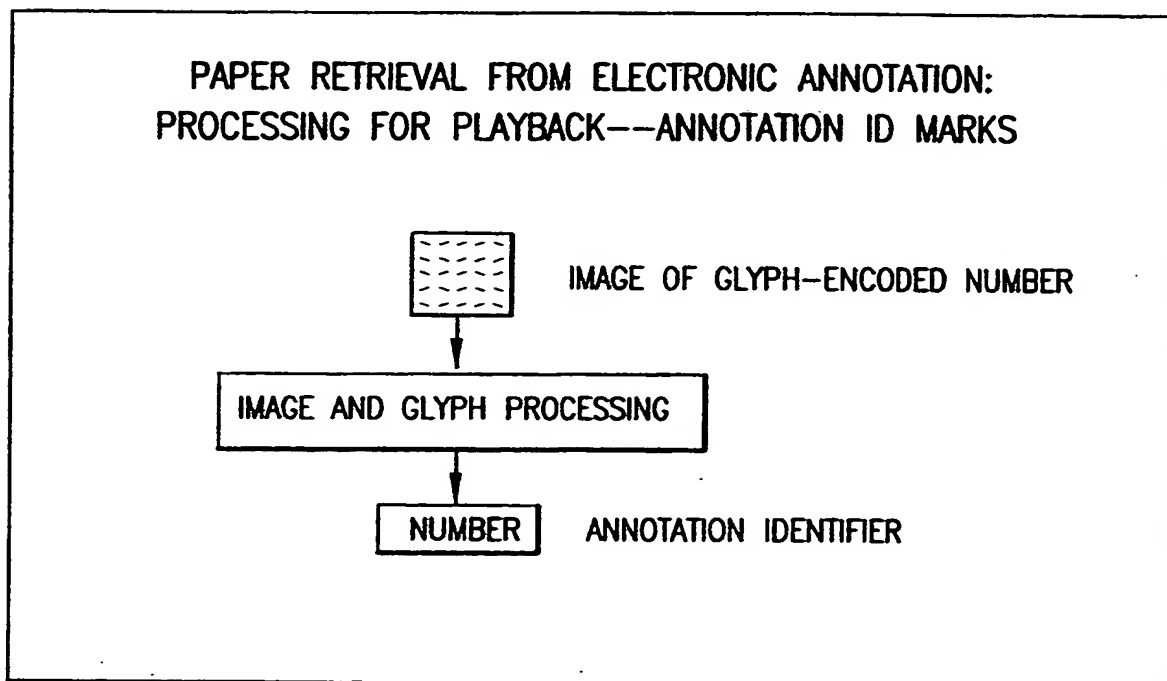 PAPER RETRIEVAL FROM ELECTRONIC ANNOTATION:
PROCESSING FOR PLAYBACK--ANNOTATION ID MARKS
IMAGE OF GLYPH-ENCODED NUMBER
IMAGE AND GLYPH PROCESSING
NUMBER ANNOTATION IDENTIFIER